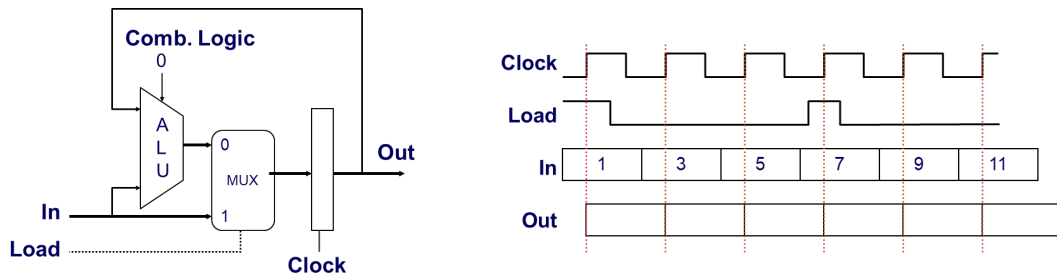 Comb. Logic
0
A
L
U
0
MUX
1
In
Load
Clock
Out
Clock
Load
In 1 3 5 7 9 11
Out